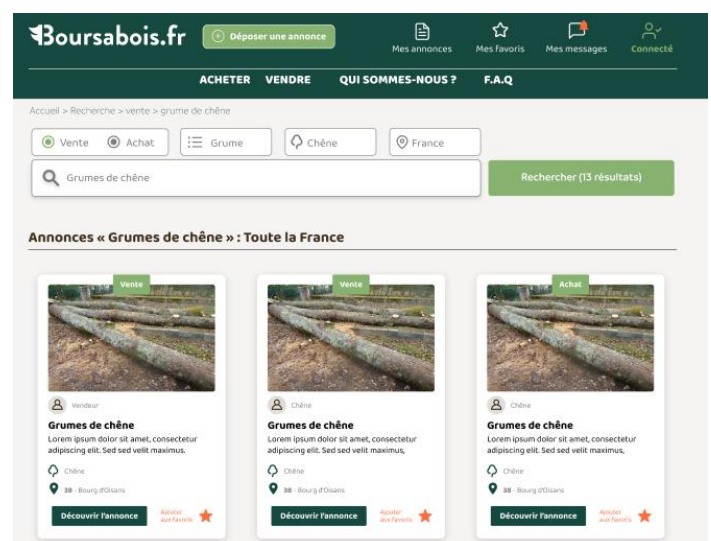 Boursabois.fr
Déposer une annonce
Mes annonces
Mes favoris
Mes messages
Connecté
ACHETER VENDRE QUI SOMMES-NOUS ? F.A.Q
Accueil > Recherche > vente > grume de chêne
Vente Achat Grume Chêne France
Grumes de chêne
Rechercher (13 résultats)
Annonces « Grumes de chêne » : Toute la France
Vente
Vendeur
Grumes de chêne
Lorem ipsum dolor sit amet, consectetur
adipiscing elit. Sed sed velit maximus.
Chêne
38 - Bourg d'Oisans
Découvrir l'annonce
Ajouter
aux favoris
Vente
Chêne
Grumes de chêne
Lorem ipsum dolor sit amet, consectetur
adipiscing elit. Sed sed velit maximus,
Chêne
38 - Bourg d'Oisans
Découvrir l'annonce
Ajouter
aux favoris
Achat
Chêne
Grumes de chêne
Lorem ipsum dolor sit amet, consectetur
adipiscing elit. Sed sed velit maximus,
Chêne
38 - Bourg d'Oisans
Découvrir l'annonce
Ajouter
aux favoris